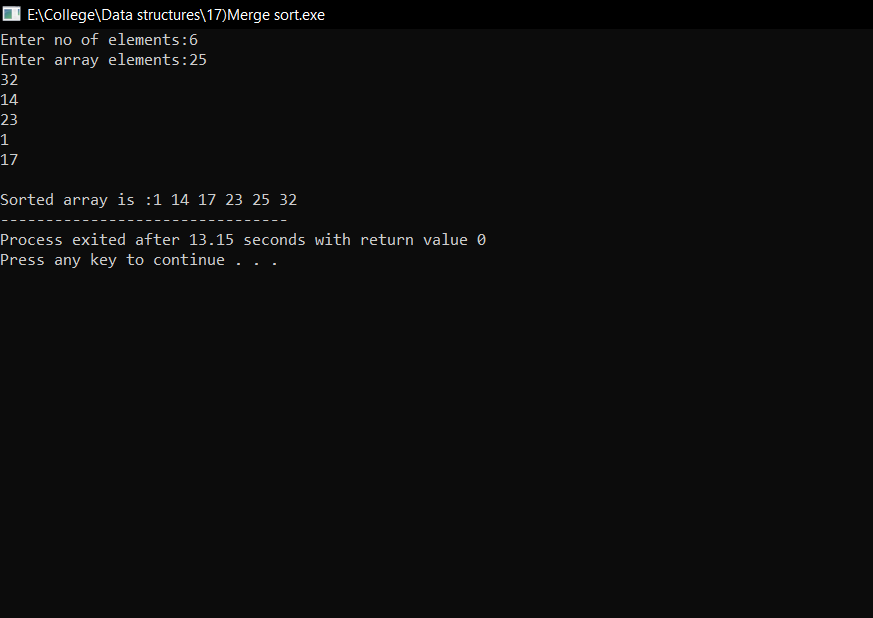 E:\College\Data structures\17)Merge sort.exe
Enter no of elements:6
Enter array elements:25
32
14
23
1
17
Sorted array is :1 14 17 23 25 32
--------------------------------
Process exited after 13.15 seconds with return value 0
Press any key to continue . . .